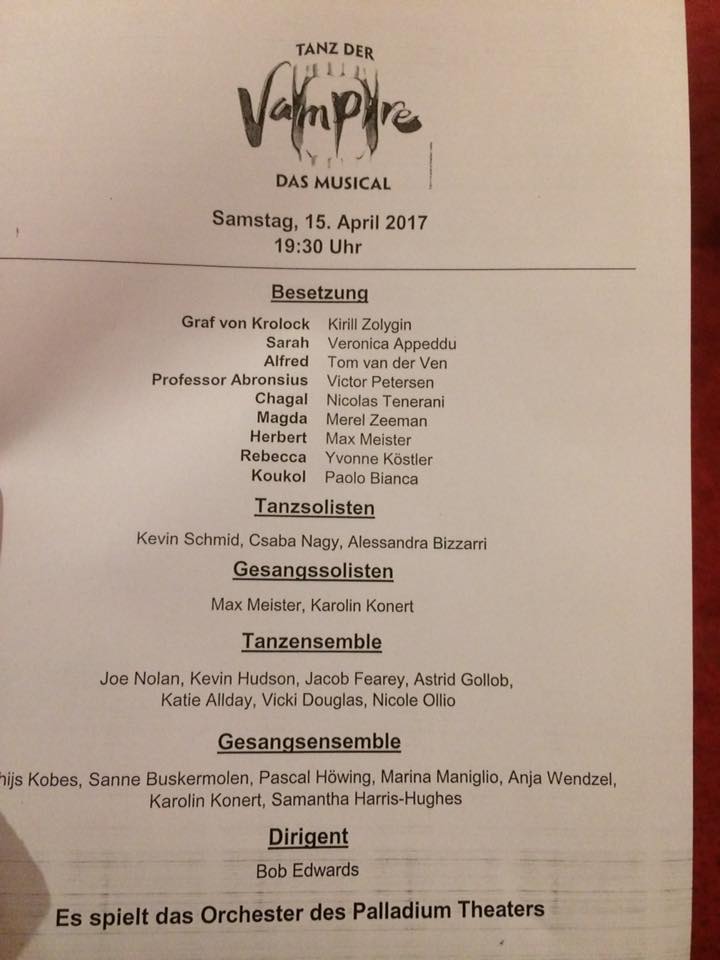 TANZ DER
Vampire
DAS MUSICAL
Samstag, 15. April 2017
19:30 Uhr
Besetzung
Graf von Krolock Kirill Zolygin
Sarah Veronica Appeddu
Alfred Tom van der Ven
Professor Abronsius Victor Petersen
Chagal Nicolas Tenerani
Magda Merel Zeeman
Herbert Max Meister
Rebecca Yvonne Köstler
Koukol Paolo Bianca
Tanzsolisten
Kevin Schmid, Csaba Nagy, Alessandra Bizzarri
Gesangssolisten
Max Meister, Karolin Konert
Tanzensemble
Joe Nolan, Kevin Hudson, Jacob Fearey, Astrid Gollob,
Katie Allday, Vicki Douglas, Nicole Ollio
Gesangsensemble
Kobes, Sanne Buskermolen, Pascal Höwing, Marina Maniglio, Anja Wendzel,
Karolin Konert, Samantha Harris-Hughes
Dirigent
Bob Edwards
Es spielt das Orchester des Palladium Theaters